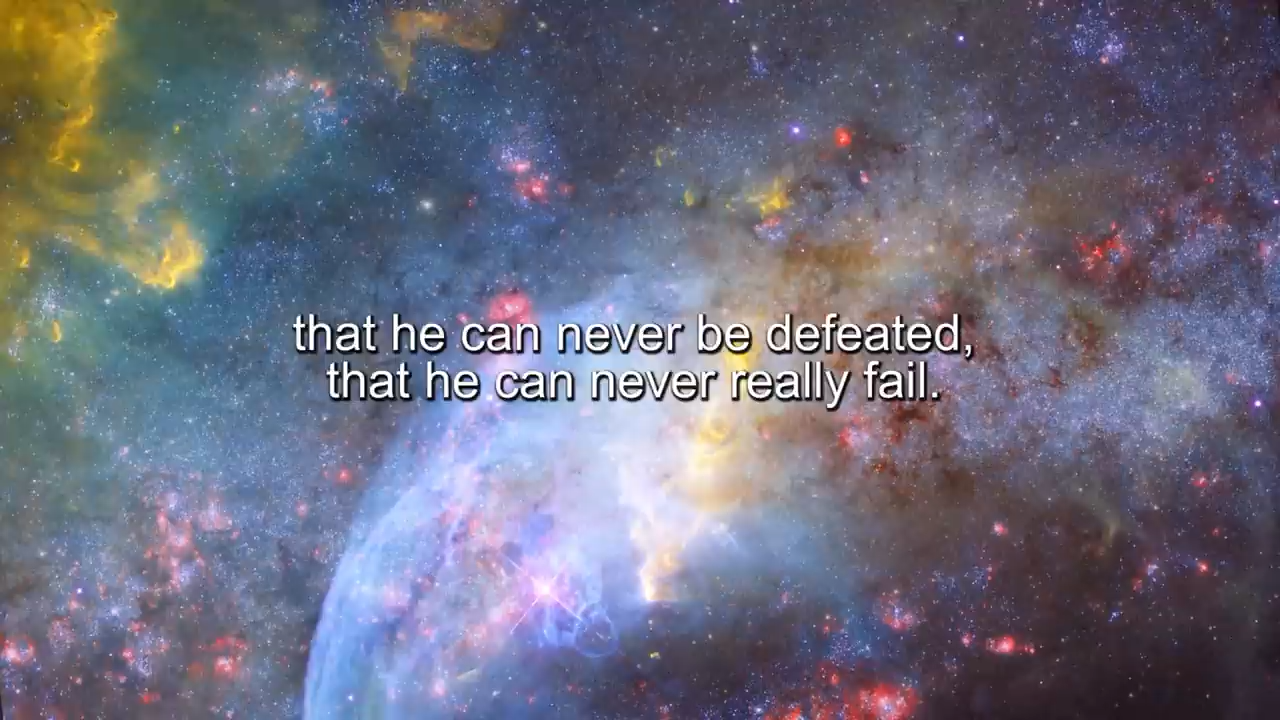 that he can never be defeated,
that he can never really fail.